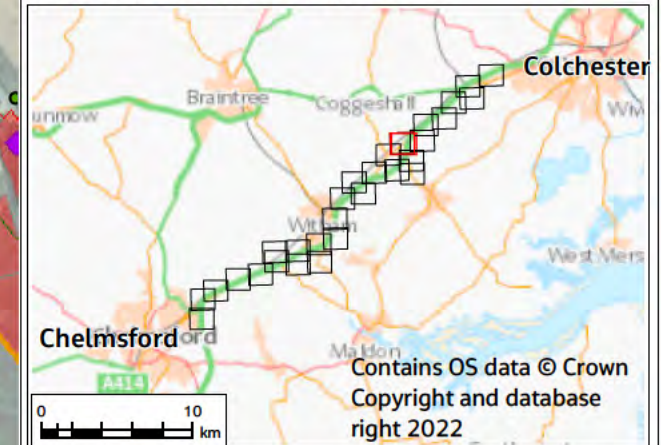 Colchester
Braintree
Coggeshall
unmow
Witham
West Mers
Chelmsford
Maldon
A414
Contains OS data © Crown
Copyright and database
right 2022
0 10
km